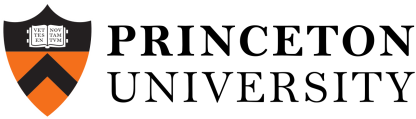 VET NOV
TES TAM
EN TVM
PRINCETON
UNIVERSITY